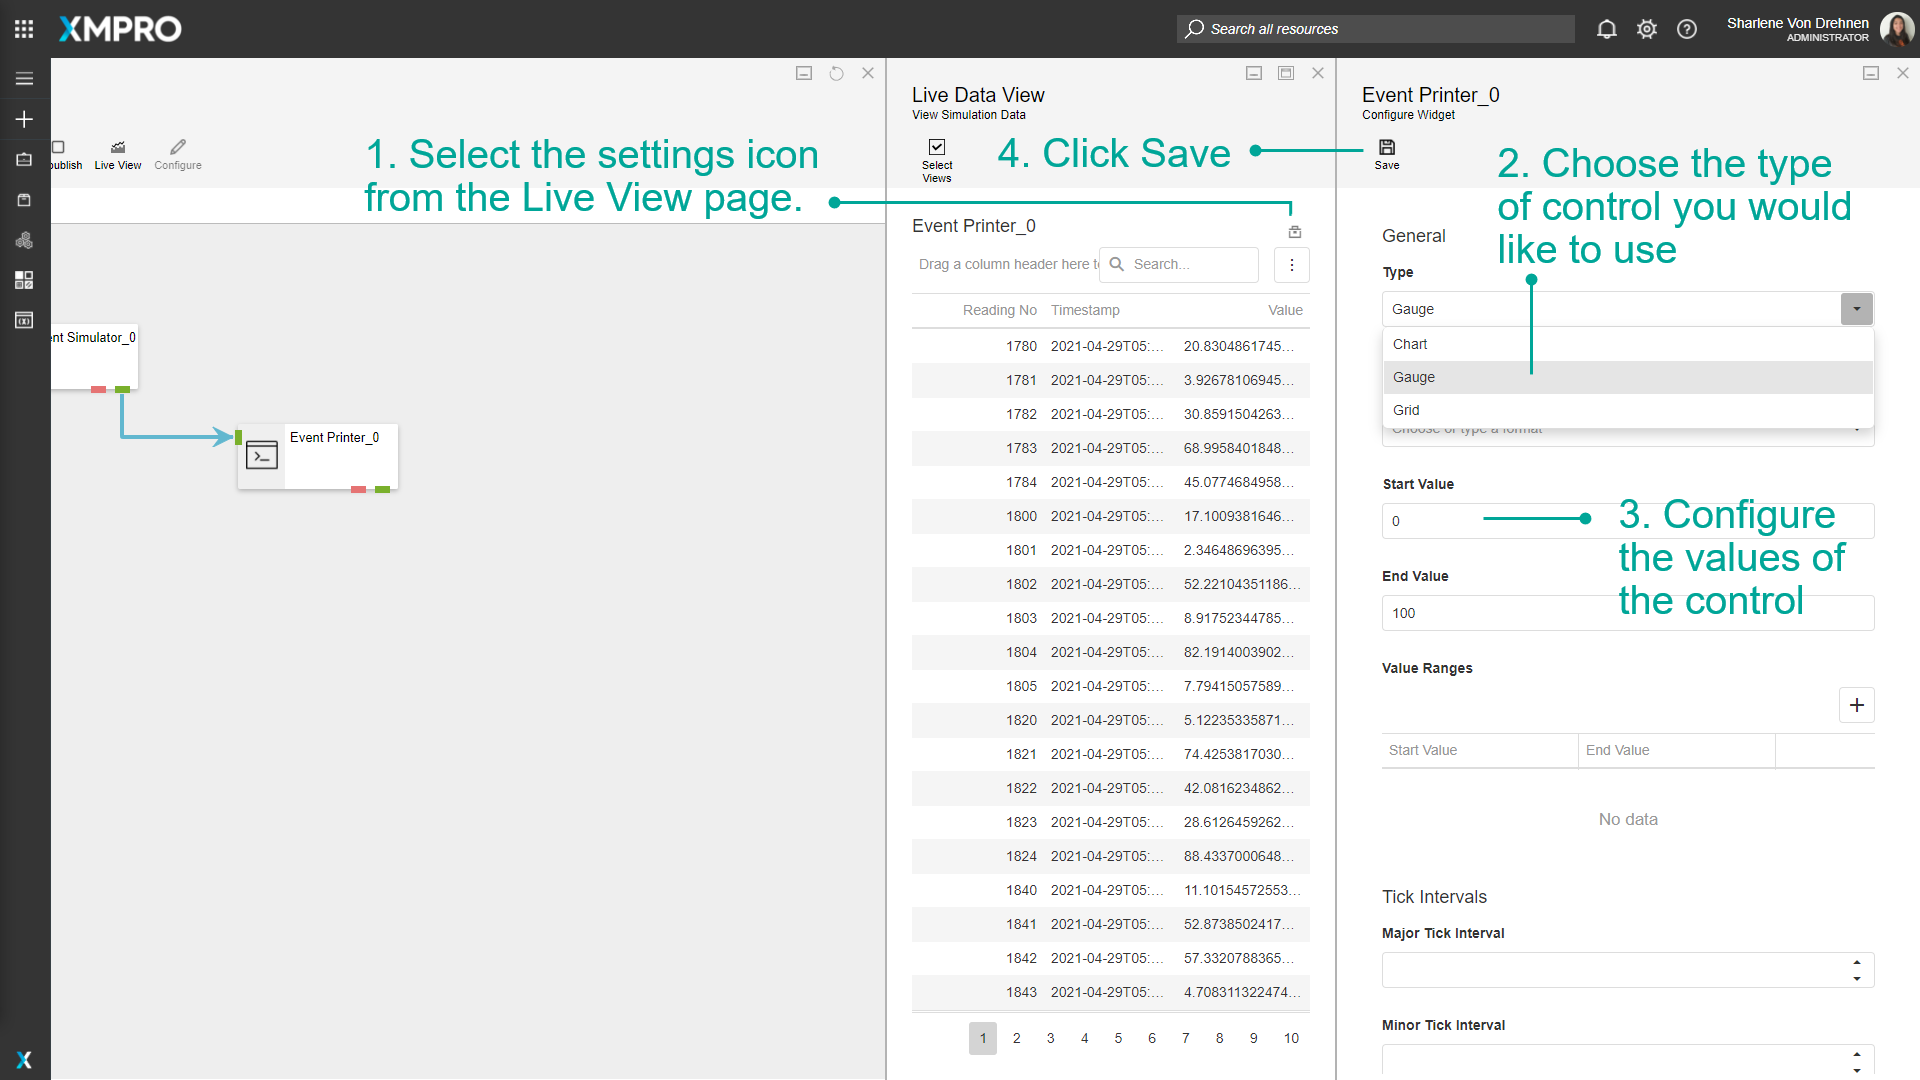 XMPRO
Search all resources
Sharlene Von Drehnen
ADMINISTRATOR
ublish
Live View
Configure
1. Select the settings icon
from the Live View page.
nt Simulator_0
Event Printer_0
Live Data View
View Simulation Data
Select
Views
4. Click Save
Event Printer_0
Drag a column header here t
Search...
Reading No Timestamp Value
1780 2021-04-29T05:... 20.8304861745...
1781 2021-04-29T05:... 3.92678106945...
1782 2021-04-29T05:... 30.8591504263...
1783 2021-04-29T05:... 68.9958401848...
1784 2021-04-29T05:... 45.0774684958...
1800 2021-04-29T05:... 17.1009381646...
1801 2021-04-29T05:... 2.34648696395...
1802 2021-04-29T05:... 52.22104351186...
1803 2021-04-29T05:... 8.91752344785...
1804 2021-04-29T05:... 82.1914003902...
1805 2021-04-29T05:... 7.79415057589...
1820 2021-04-29T05:... 5.12235335871...
1821 2021-04-29T05:... 74.4253817030...
1822 2021-04-29T05:... 42.0816234862...
1823 2021-04-29T05:... 28.6126459262...
1824 2021-04-29T05:... 88.4337000648...
1840 2021-04-29T05:... 11.10154572553...
1841 2021-04-29T05:... 52.8738502417...
1842 2021-04-29T05:... 57.3320788365...
1843 2021-04-29T05:... 4.708311322474...
1 2 3 4 5 6 7 8 9 10
Event Printer_0
Configure Widget
Save
2. Choose the type
of control you would
like to use
General
Type
Gauge
Chart
Gauge
Grid
Choose or type a format
Start Value
0
3. Configure
the values of
the control
End Value
100
Value Ranges
Start Value End Value
No data
Tick Intervals
Major Tick Interval
Minor Tick Interval